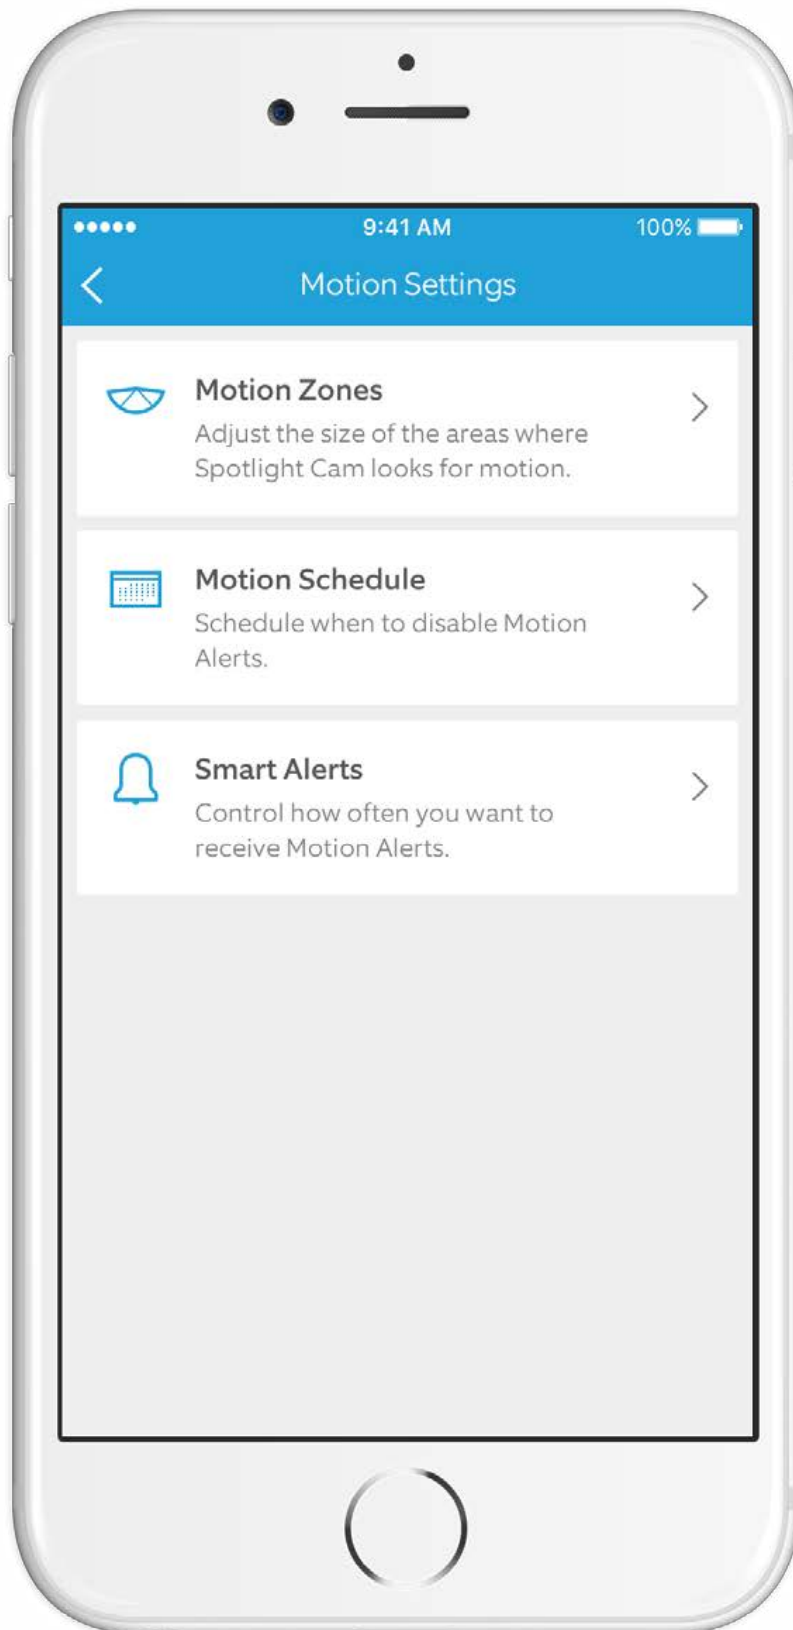 9:41 AM
100%
Motion Settings
Motion Zones
Adjust the size of the areas where
Spotlight Cam looks for motion.
Motion Schedule
Schedule when to disable Motion
Alerts.
Smart Alerts
Control how often you want to
receive Motion Alerts.